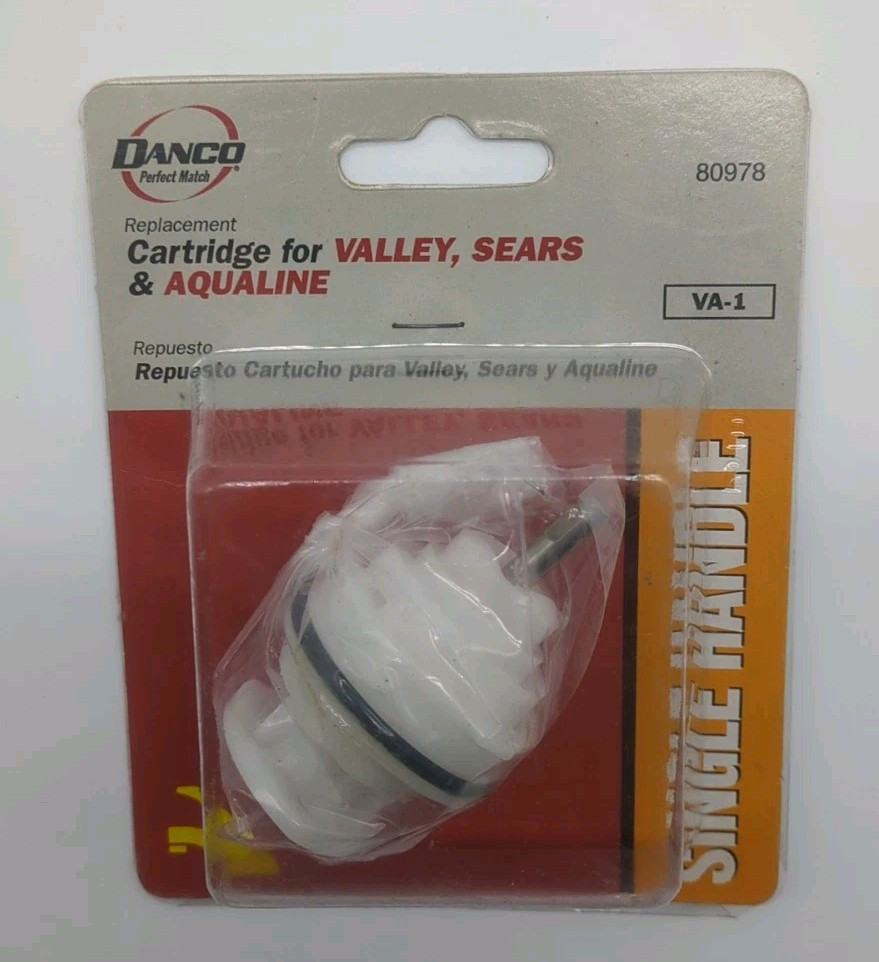 DANCO®
Perfect Match
80978
Replacement
Cartridge for VALLEY, SEARS
& AQUALINE
VA-1
Repuesto
Repuesto Cartucho para Valley, Sears y Aqualine
SINGLE HANDLE